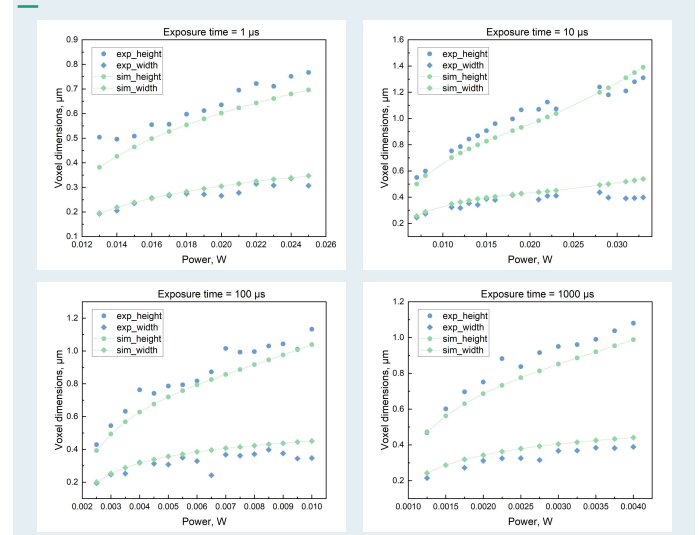 Exposure time = 1 µs
0.9
0.8
0.7
0.6
0.5
0.4
0.3
0.2
0.1
exp_height
exp_width
sim_height
sim_width
Voxel dimensions, µm
0.012 0.014 0.016 0.018 0.020 0.022 0.024 0.026
Power, W
Exposure time = 10 µs
1.6
1.4
1.2
1.0
0.8
0.6
0.4
0.2
exp_height
exp_width
sim_height
sim_width
Voxel dimensions, µm
0.010 0.015 0.020 0.025 0.030
Power, W
Exposure time = 100 µs
1.2
1.0
0.8
0.6
0.4
0.2
exp_height
exp_width
sim_height
sim_width
Voxel dimensions, µm
0.002 0.003 0.004 0.005 0.006 0.007 0.008 0.009 0.010
Power, W
Exposure time = 1000 µs
1.2
1.0
0.8
0.6
0.4
0.2
exp_height
exp_width
sim_height
sim_width
Voxel dimensions, µm
0.0010 0.0015 0.0020 0.0025 0.0030 0.0035 0.0040
Power, W